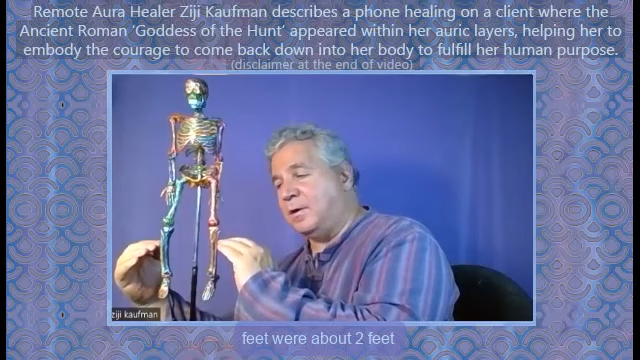 Remote Aura Healer Ziji Kaufman describes a phone healing on a client where the
Ancient Roman ‘Goddess of the Hunt’ appeared within her auric layers, helping her to
embody the courage to come back down into her body to fulfill her human purpose.
(disclaimer at the end of video)
ziji kaufman
feet were about 2 feet